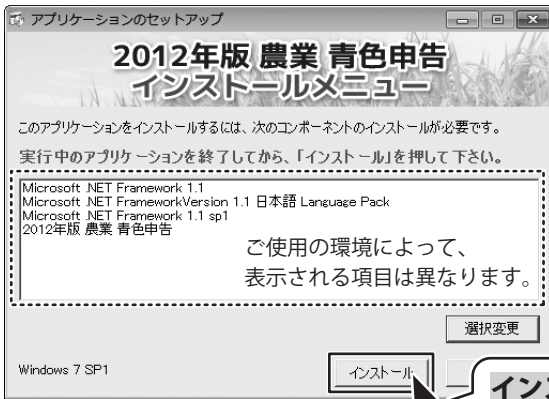 アプリケーションのセットアップ
2012年版 農業 青色申告
インストールメニュー
このアプリケーションをインストールするには、次のコンポーネントのインストールが必要です。
実行中のアプリケーションを終了してから、「インストール」を押して下さい。
Microsoft .NET Framework 1.1
Microsoft .NET FrameworkVersion 1.1 日本語 Language Pack
Microsoft .NET Framework 1.1 sp1
2012年版 農業 青色申告
ご使用の環境によって、
表示される項目は異なります。
選択変更
Windows 7 SP1
インストール
イン